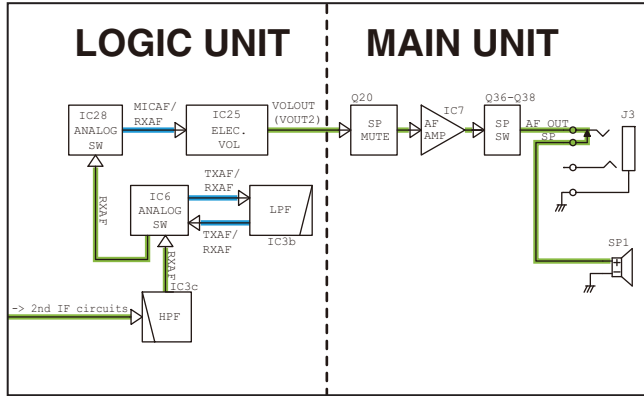 LOGIC UNIT
MAIN UNIT
IC28
ANALOG
SW
MICAF/
RXAF
IC25
ELEC.
VOL
VOLOUT
(VOUT2)
Q20
SP
MUTE
IC7
AF
AMP
Q36-Q38
SP
SW
AF OUT
SP
J3
RXAF
IC6
ANALOG
SW
TXAF/
RXAF
TXAF/
RXAF
LPF
IC3b
RXAF
IC3c
HPF
-> 2nd IF circuits
SP1
+
-